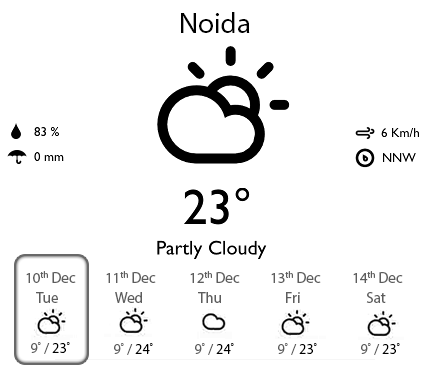 Noida
83 %
6 Km/h
0 mm
NNW
23°
Partly Cloudy
10th Dec
Tue
9° / 23°
11th Dec
Wed
9° / 24°
12th Dec
Thu
9° / 24°
13th Dec
Fri
9° / 23°
14th Dec
Sat
9° / 23°